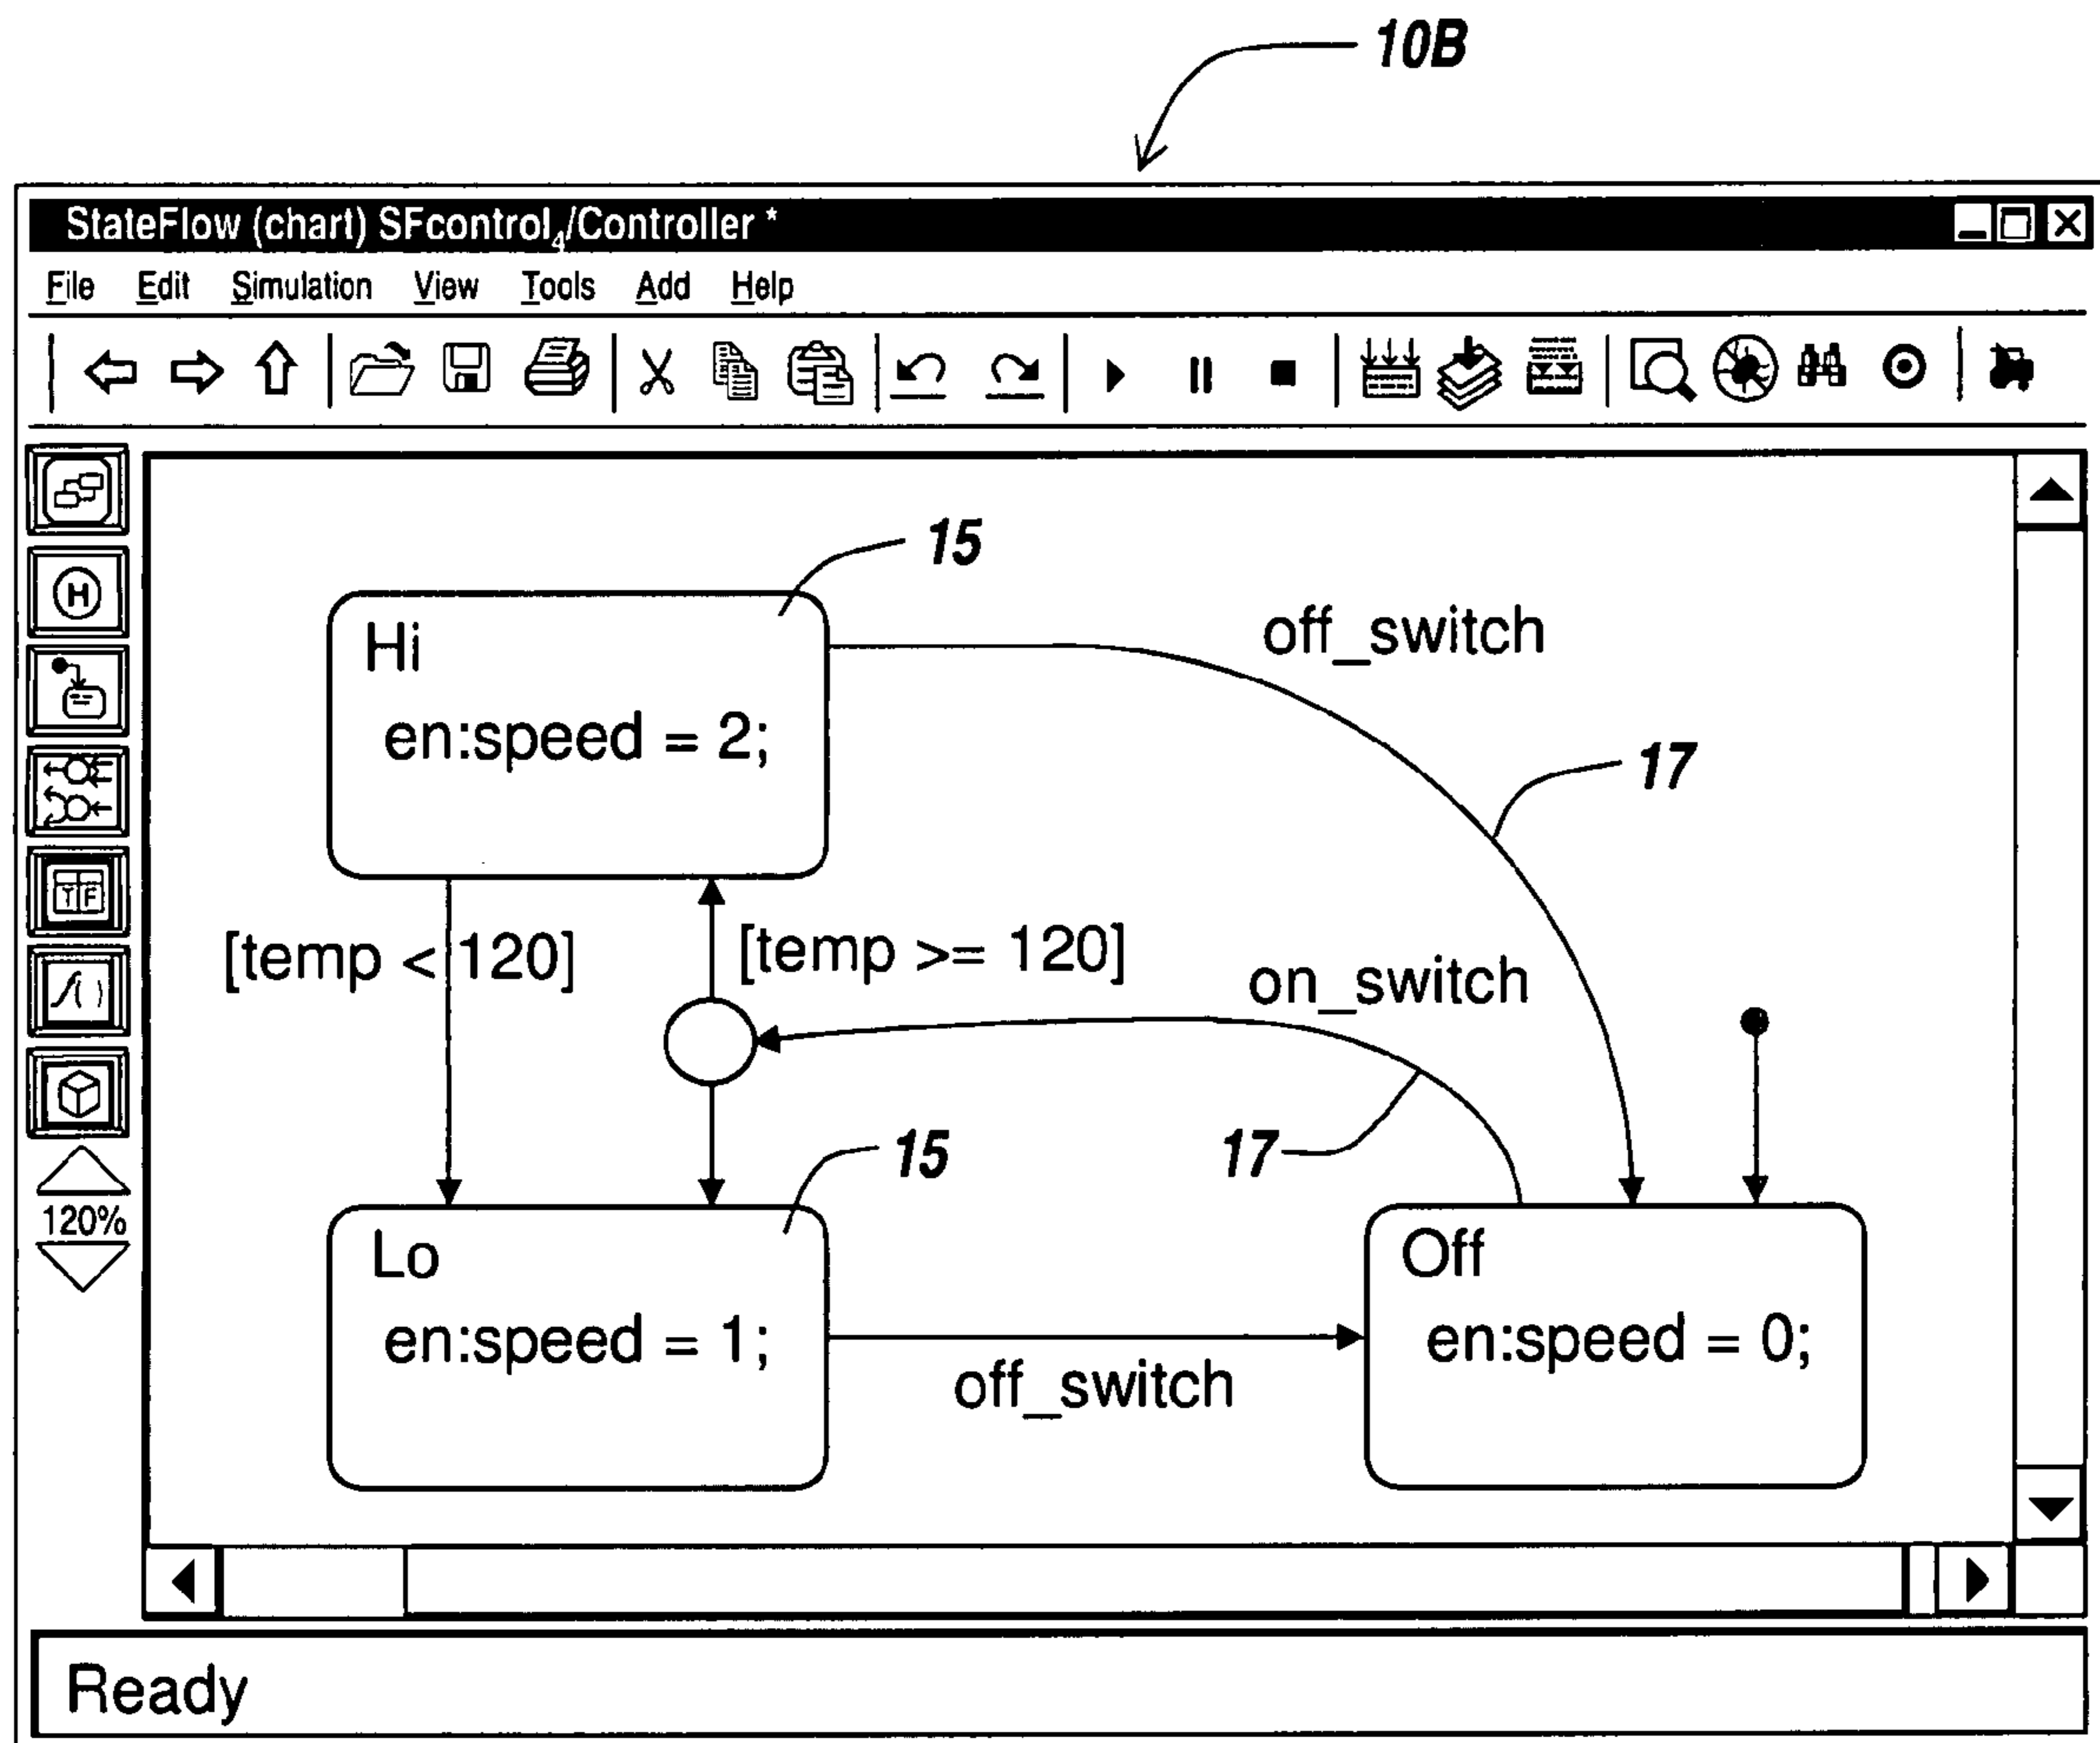 10B
StateFlow (chart) SFcontrol4/Controller *
File Edit Simulation View Tools Add Help
H
T F
f( )
120%
15
Hi
en:speed = 2;
off_switch
17
[temp < 120]
[temp >= 120]
on_switch
15
17
Lo
en:speed = 1;
off_switch
Off
en:speed = 0;
Ready